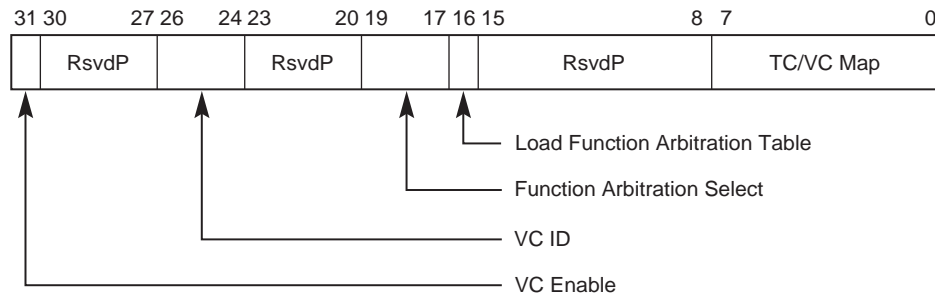 31 30 27 26 24 23 20 19 17 16 15 8 7 0
RsvdP RsvdP RsvdP TC/VC Map
Load Function Arbitration Table
Function Arbitration Select
VC ID
VC Enable